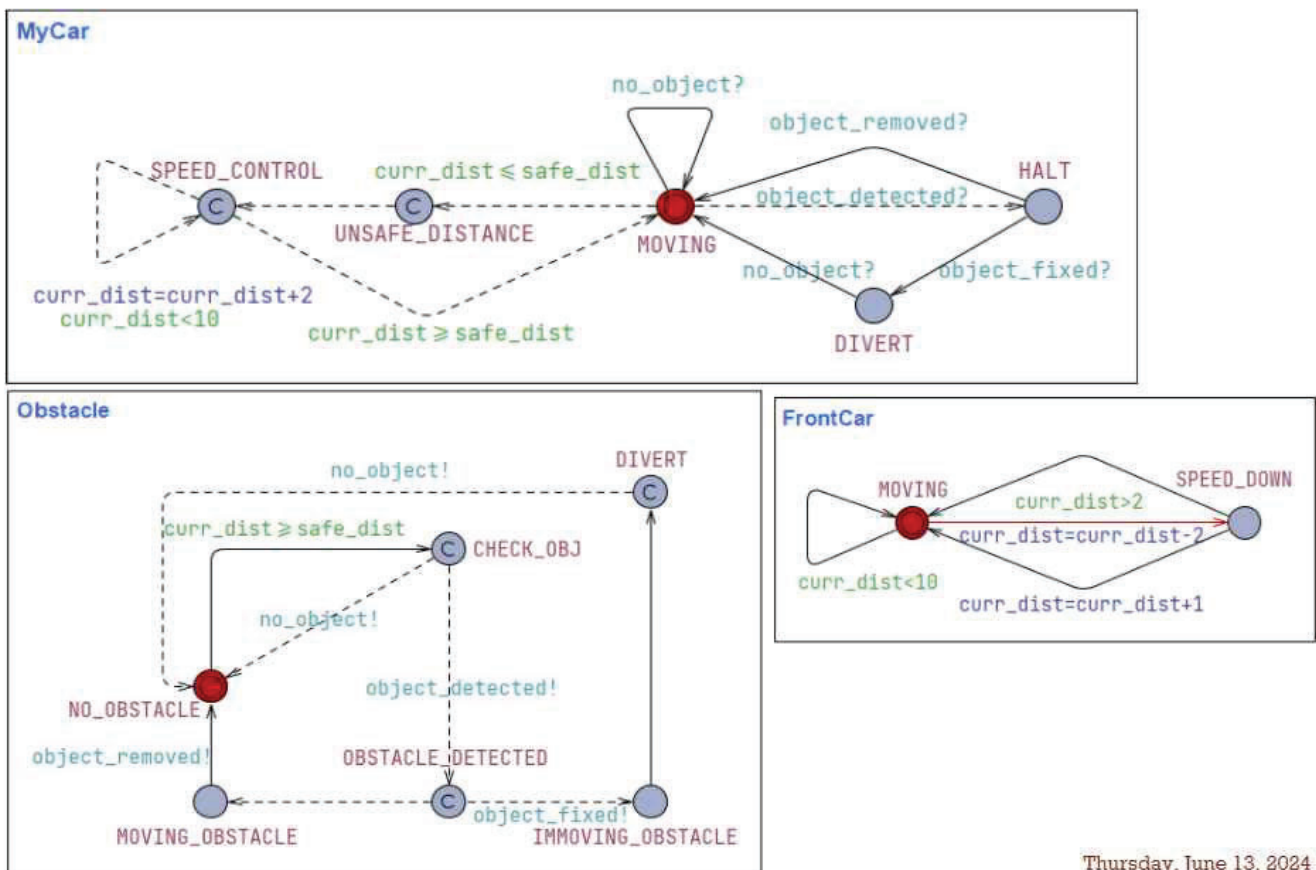 MyCar
no_object?
object_removed?
SPEED_CONTROL
curr_dist ⩽ safe_dist
HALT
C
C
object_detected?
UNSAFE_DISTANCE
MOVING
no_object?
object_fixed?
curr_dist=curr_dist+2
curr_dist<10
curr_dist ⩾ safe_dist
DIVERT
Obstacle
no_object!
DIVERT
C
curr_dist ⩾ safe_dist
C
CHECK_OBJ
no_object!
object_detected!
NO_OBSTACLE
object_removed!
OBSTACLE_DETECTED
C
object_fixed!
MOVING_OBSTACLE
IMMOVING_OBSTACLE
FrontCar
MOVING
SPEED_DOWN
curr_dist>2
curr_dist=curr_dist-2
curr_dist<10
curr_dist=curr_dist+1
Thursday, June 13, 2024